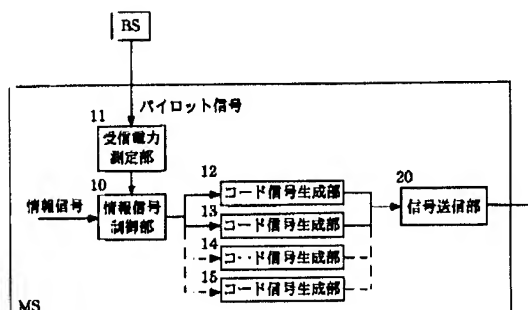 BS
パイロット信号
11
受信電力
測定部
10
情報信号
情報信号
制御部
12
コード信号生成部
13
コード信号生成部
14
コード信号生成部
15
コード信号生成部
20
信号送信部
MS